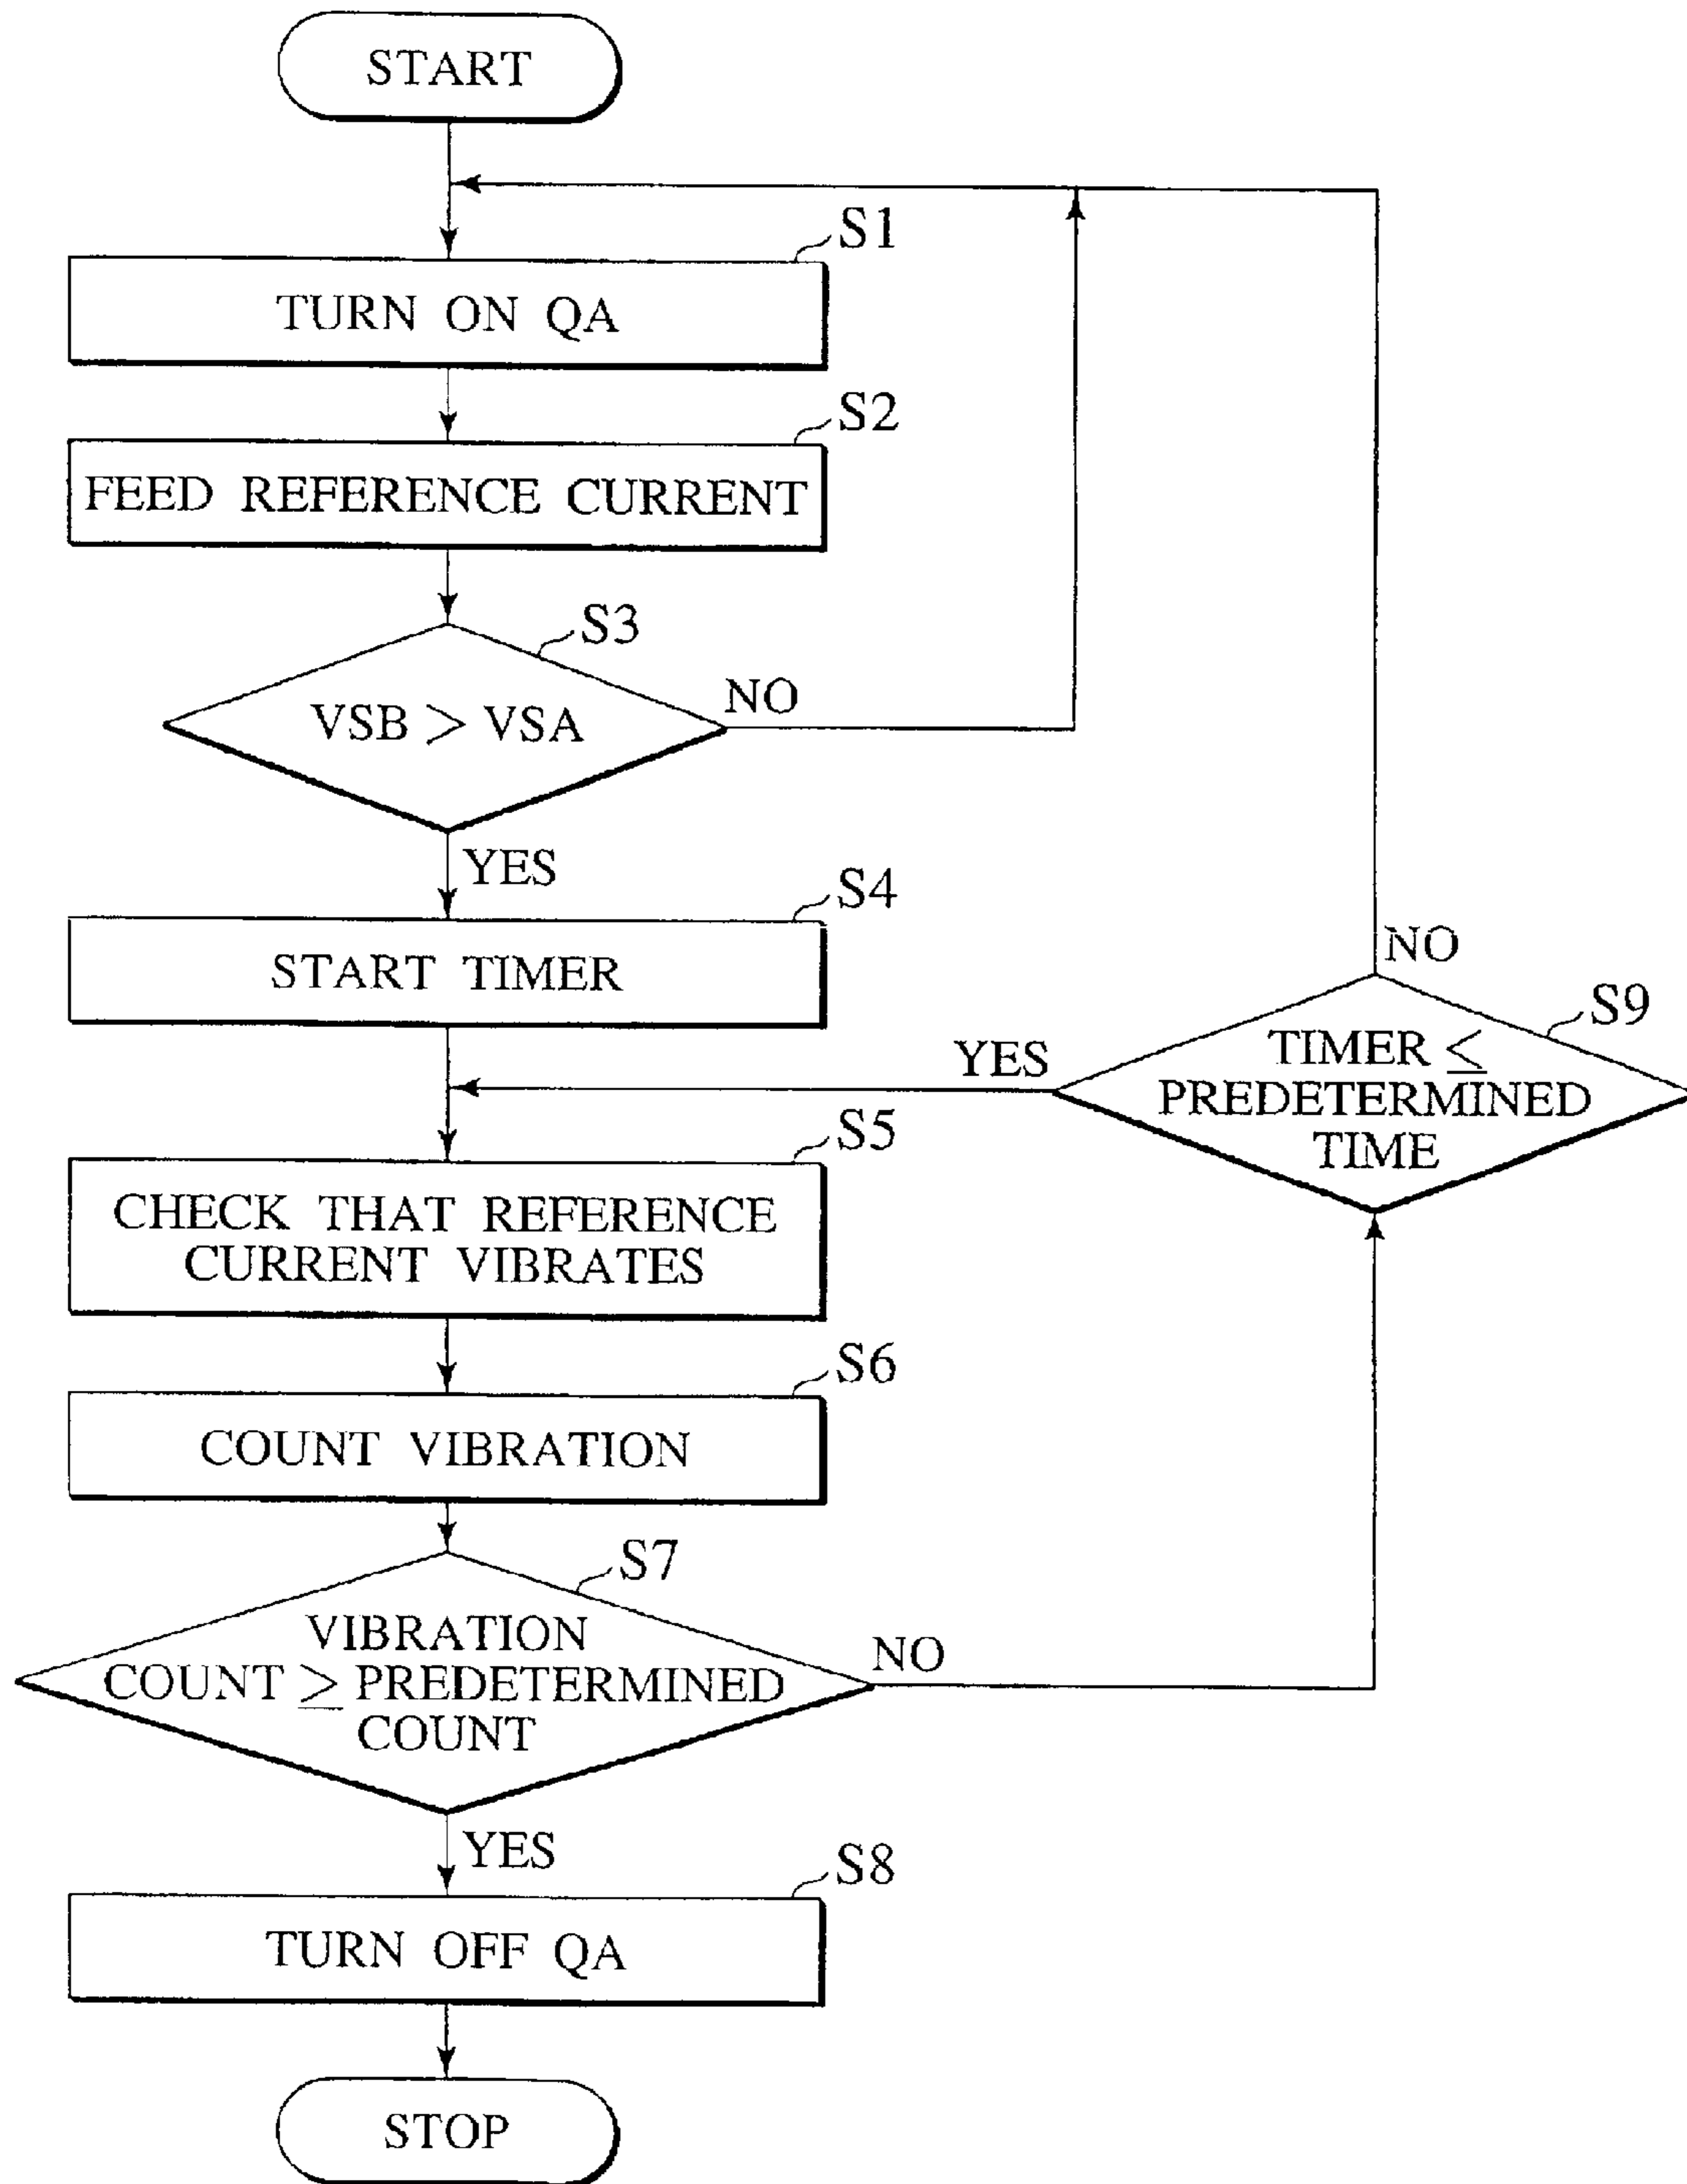 START
S1
TURN ON QA
S2
FEED REFERENCE CURRENT
S3
VSB > VSA
NO
YES
S4
START TIMER
NO
S9
TIMER ≤
PREDETERMINED
TIME
YES
S5
CHECK THAT REFERENCE
CURRENT VIBRATES
S6
COUNT VIBRATION
S7
VIBRATION
COUNT ≥ PREDETERMINED
COUNT
NO
YES
S8
TURN OFF QA
STOP